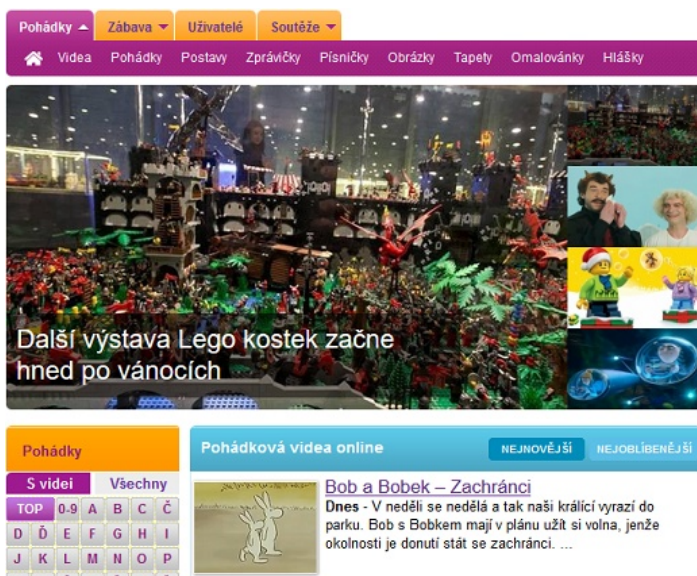 Pohádky Zábava Uživatelé Soutěže
Videa Pohádky Postavy Zprávičky Písničky Obrázky Tapety Omalovánky Hlášky
Další výstava Lego kostek začne
hned po vánocích
Pohádky
S videi Všechny
TOP 0-9 A B C Č
D Ď E F G H I
J K L M N O P
Pohádková videa online NEJNOVĚJŠÍ NEJOBLÍBENĚJŠÍ
Bob a Bobek – Zachránci
Dnes - V neděli se nedělá a tak naši králící vyrazí do
parku. Bob s Bobkem mají v plánu užít si volna, jenže
okolnosti je donutí stát se zachránci. ...